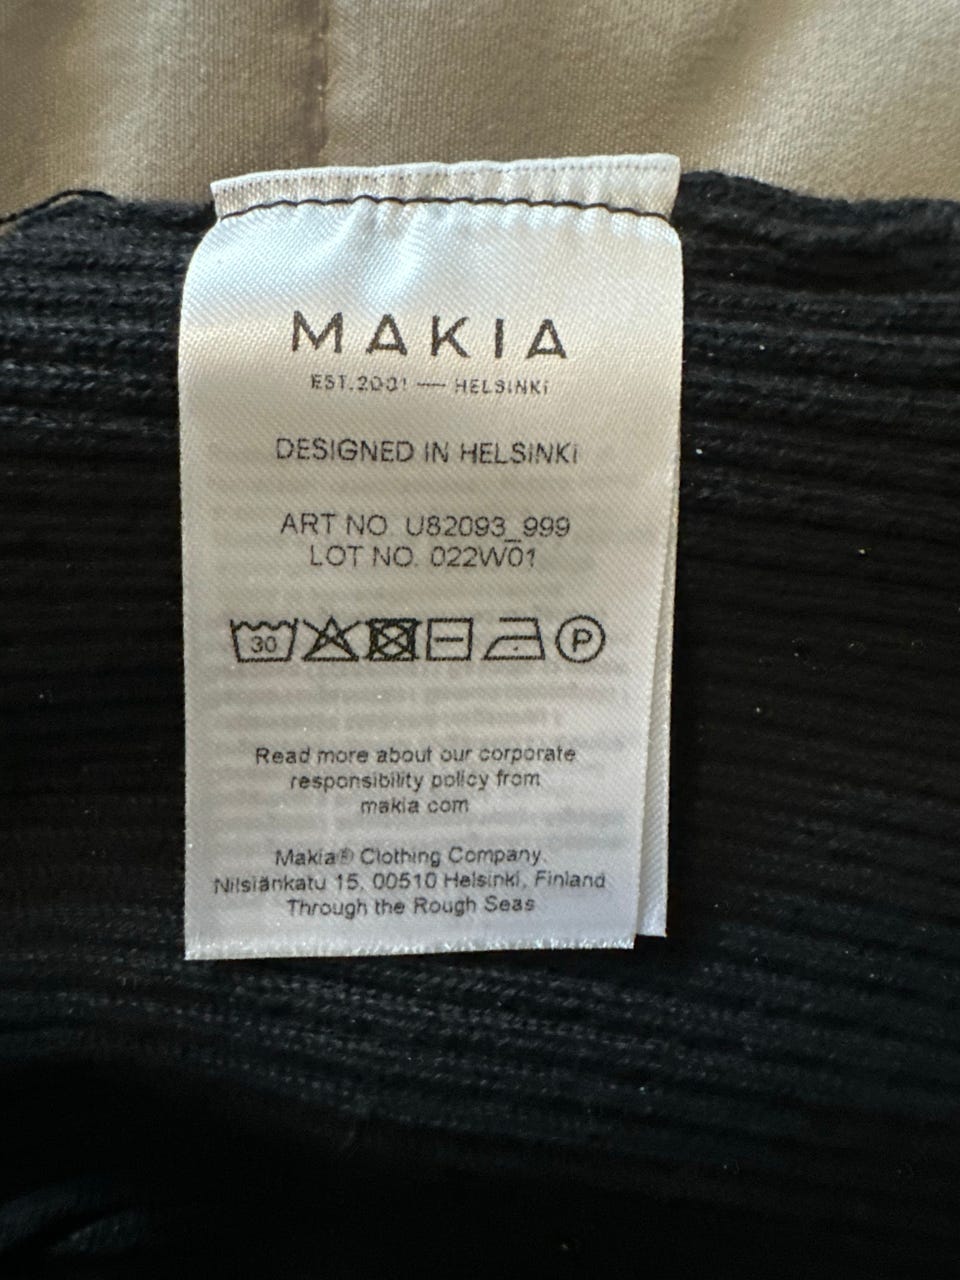 MAKIA
EST.2001 — HELSINKI
DESIGNED IN HELSINKI
ART NO. U82093_999
LOT NO. 022W01
30 P
Read more about our corporate
responsibility policy from
makia.com
Makia® Clothing Company.
Nilsiänkatu 15, 00510 Helsinki, Finland
Through the Rough Seas